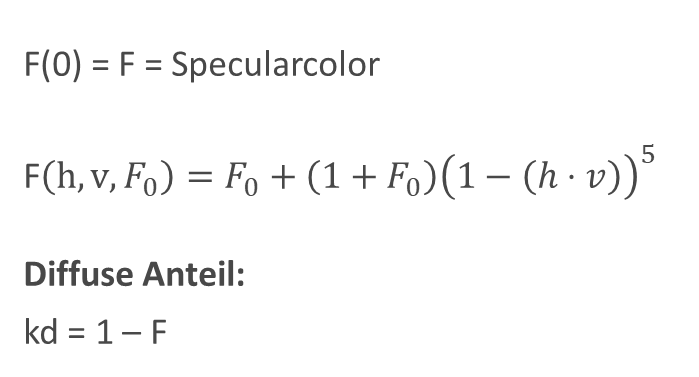 F(0) = F = Specularcolor
F(h, v, F₀) = F₀ + (1 + F₀)(1 − (h · v))⁵
Diffuse Anteil:
kd = 1 – F